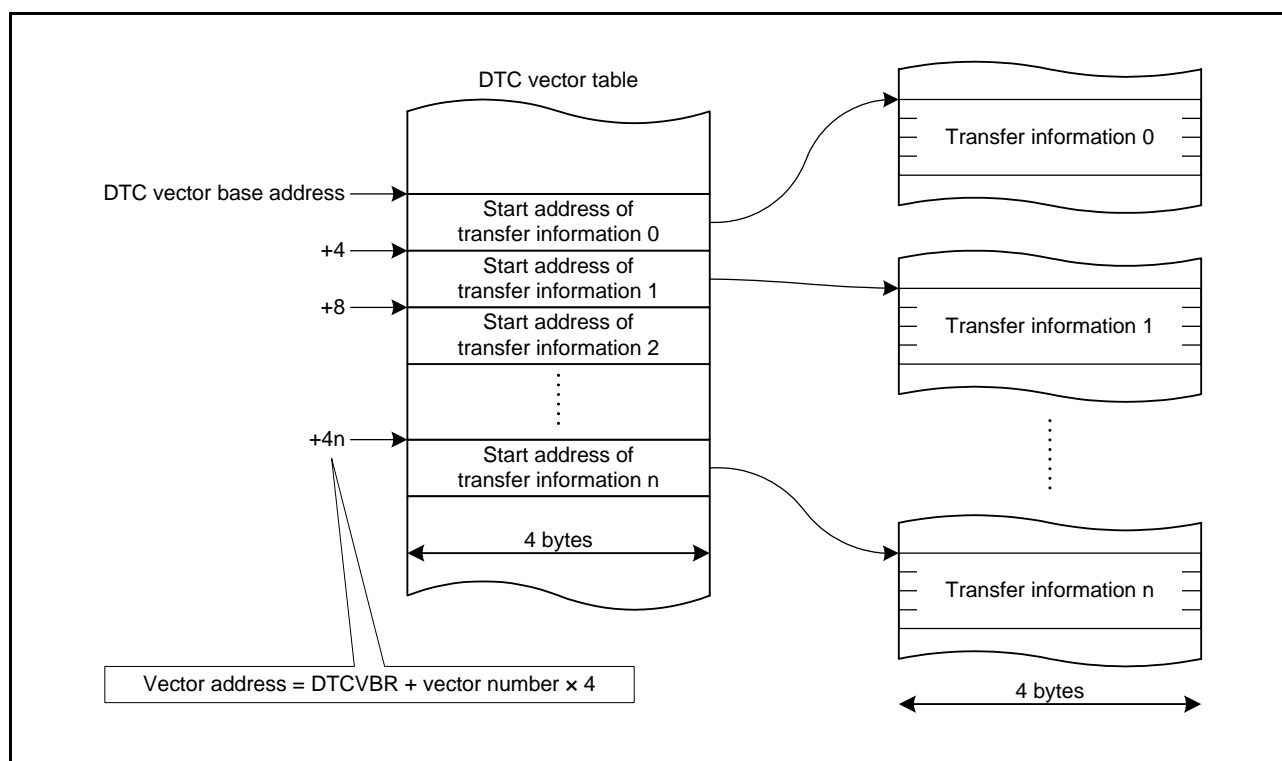 DTC vector table
DTC vector base address
Start address of
transfer information 0
+4
Start address of
transfer information 1
+8
Start address of
transfer information 2
+4n
Start address of
transfer information n
4 bytes
Vector address = DTCVBR + vector number × 4
Transfer information 0
Transfer information 1
Transfer information n
4 bytes